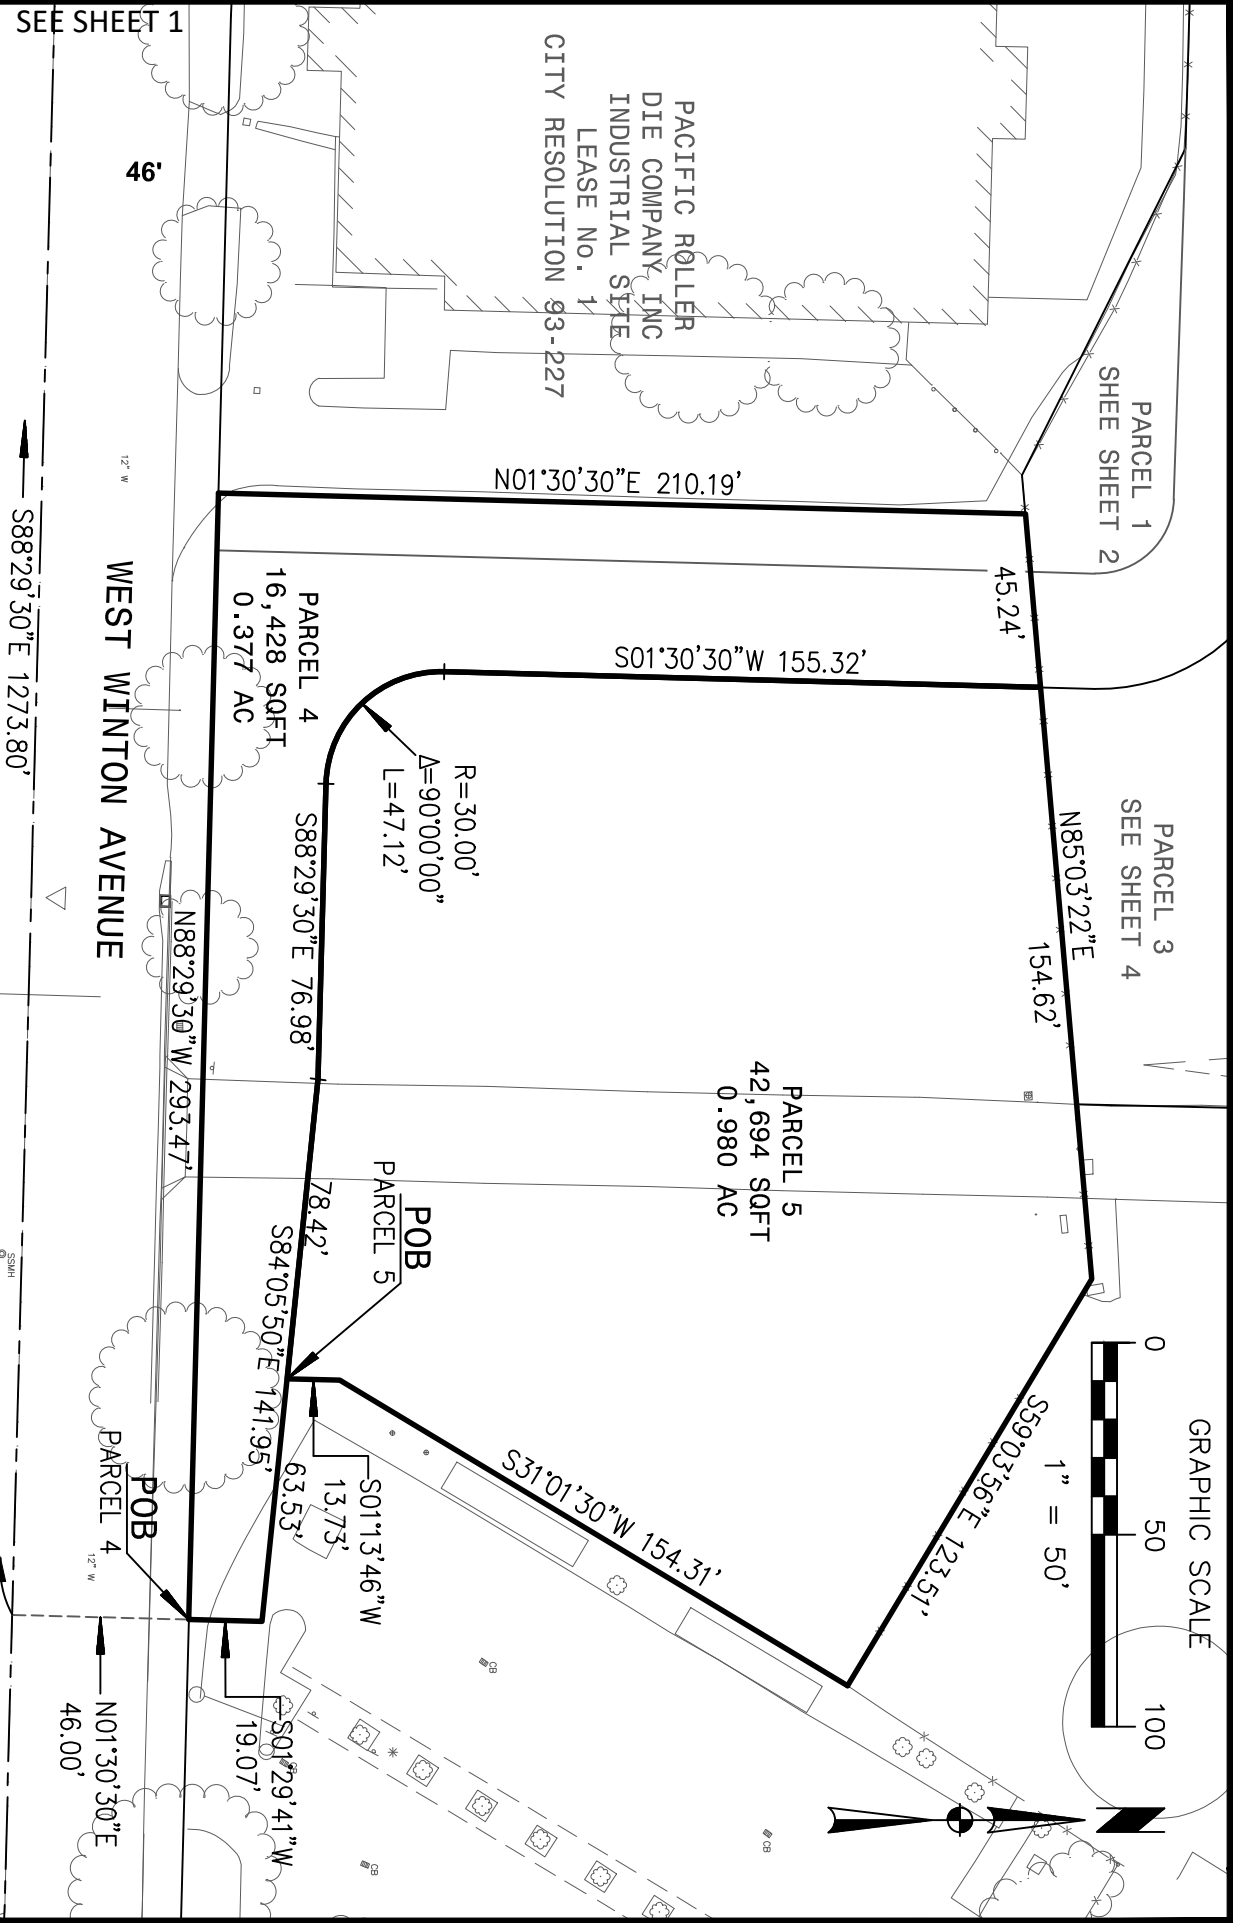 SEE SHEET 1
46'
PACIFIC ROLLER
DIE COMPANY INC
INDUSTRIAL SITE
LEASE No. 1
CITY RESOLUTION 93-227
PARCEL 1
SHEE SHEET 2
N01°30'30"E 210.19'
45.24'
S01°30'30"W 155.32'
PARCEL 4
16,428 SQFT
0.377 AC
12" W
WEST WINTON AVENUE
S88°29'30"E 1273.80'
R=30.00'
Δ=90°00'00"
L=47.12'
S88°29'30"E 76.98'
N88°29'30"W 293.47'
PARCEL 3
SEE SHEET 4
N85°03'22"E
154.62'
PARCEL 5
42,694 SQFT
0.980 AC
POB
PARCEL 5
78.42'
S84°05'50"E 141.95'
63.53'
SSMH
S01°13'46"W
13.73'
S31°01'30"W 154.31'
S59°03'56"E 123.51'
GRAPHIC SCALE
1" = 50'
0
50
100
POB
PARCEL 4
12" W
S01°29'41"W
19.07'
N01°30'30"E
46.00'
CB
CB
CB
CB
N